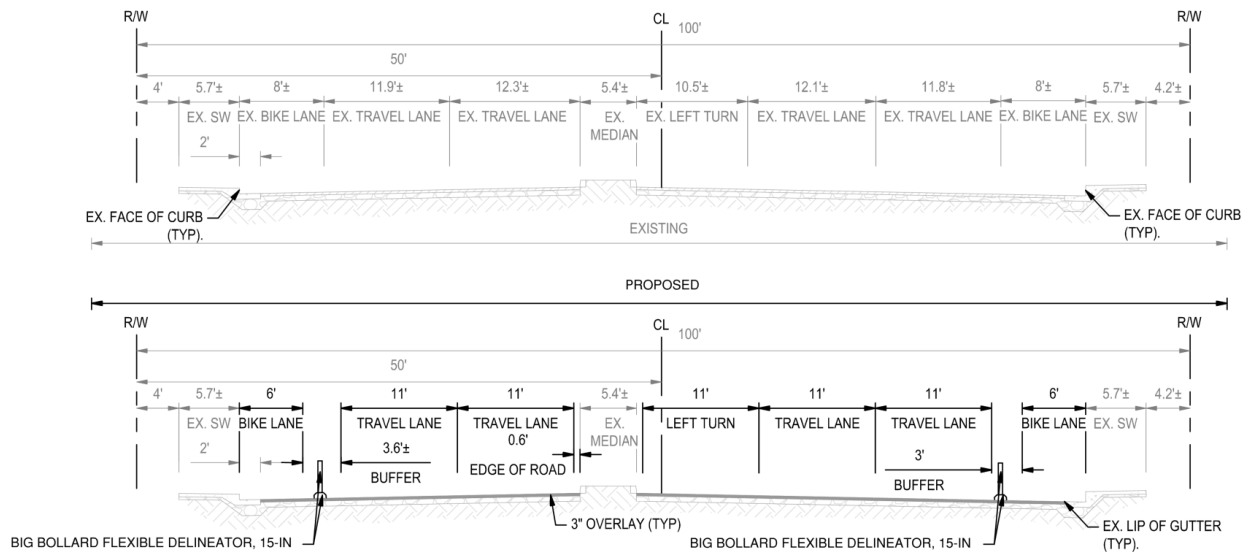 R/W
CL
R/W
100'
50'
4'
5.7'±
8'±
11.9'±
12.3'±
5.4'±
10.5'±
12.1'±
11.8'±
8'±
5.7'±
4.2'±
EX. SW
EX. BIKE LANE
EX. TRAVEL LANE
EX. TRAVEL LANE
EX.
MEDIAN
EX. LEFT TURN
EX. TRAVEL LANE
EX. TRAVEL LANE
EX. BIKE LANE
EX. SW
2'
EX. FACE OF CURB
(TYP).
EX. FACE OF CURB
(TYP).
EXISTING
PROPOSED
R/W
CL
R/W
100'
50'
4'
5.7'±
6'
11'
11'
5.4'±
11'
11'
11'
6'
5.7'±
4.2'±
EX. SW
BIKE LANE
TRAVEL LANE
TRAVEL LANE
EX.
MEDIAN
LEFT TURN
TRAVEL LANE
TRAVEL LANE
BIKE LANE
EX. SW
2'
3.6'±
BUFFER
0.6'
EDGE OF ROAD
3'
BUFFER
3" OVERLAY (TYP)
EX. LIP OF GUTTER
(TYP).
BIG BOLLARD FLEXIBLE DELINEATOR, 15-IN
BIG BOLLARD FLEXIBLE DELINEATOR, 15-IN